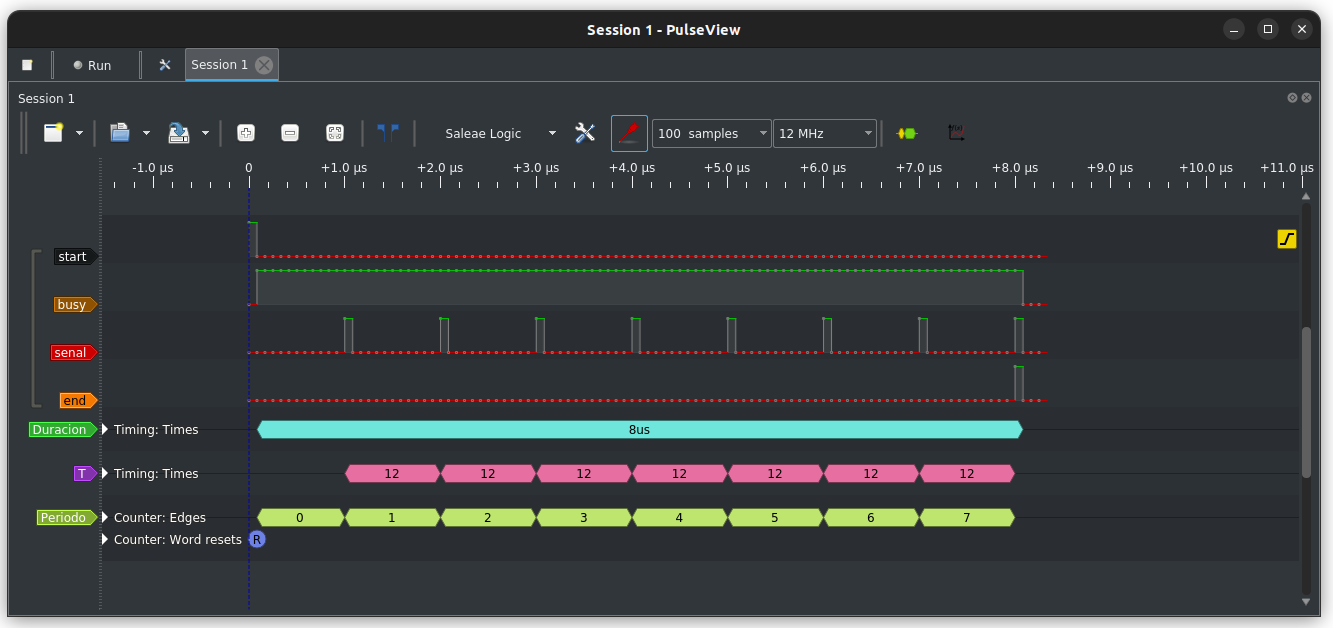 Session 1 - PulseView
Run
Session 1
Session 1
Saleae Logic
100 samples
12 MHz
-1.0 µs 0 +1.0 µs +2.0 µs +3.0 µs +4.0 µs +5.0 µs +6.0 µs +7.0 µs +8.0 µs +9.0 µs +10.0 µs +11.0 µs
start
busy
senal
end
Duracion Timing: Times 8us
T Timing: Times 12 12 12 12 12 12 12
Periodo Counter: Edges 0 1 2 3 4 5 6 7
Counter: Word resets R